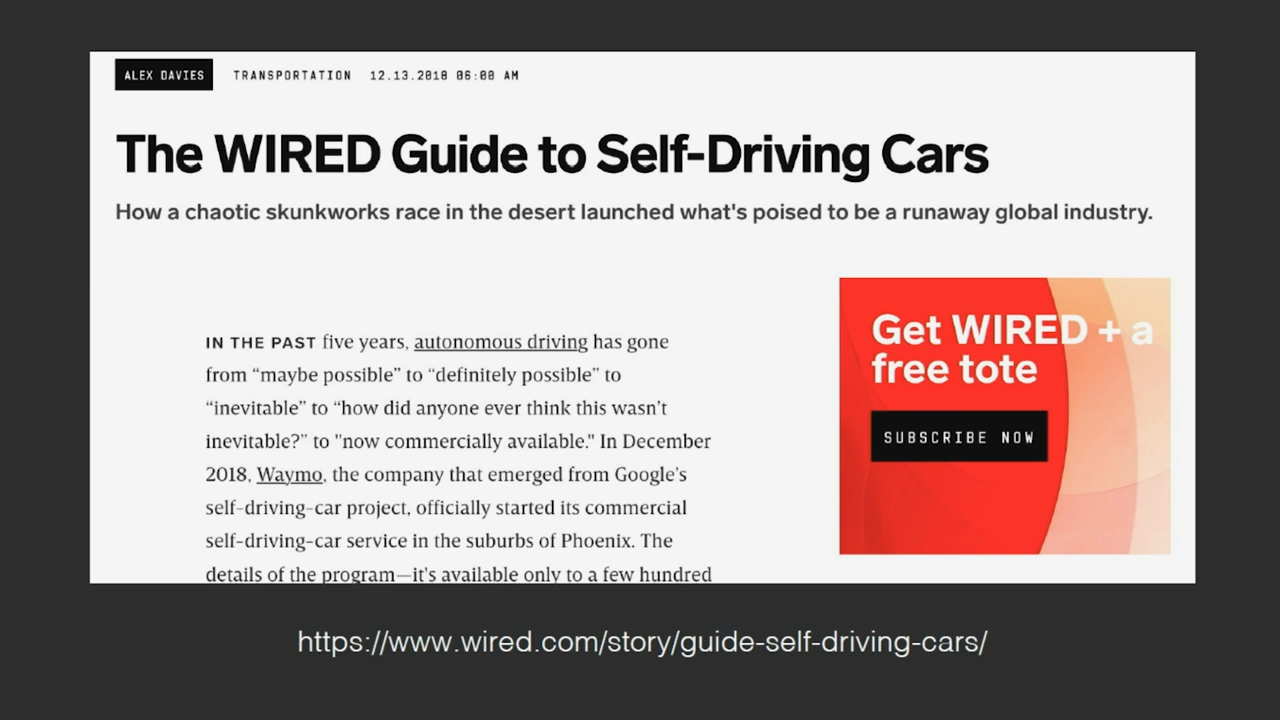 ALEX DAVIES TRANSPORTATION 12.13.2018 06:00 AM
The WIRED Guide to Self-Driving Cars
How a chaotic skunkworks race in the desert launched what's poised to be a runaway global industry.
IN THE PAST five years, autonomous driving has gone
from “maybe possible” to “definitely possible” to
“inevitable” to “how did anyone ever think this wasn’t
inevitable?” to "now commercially available." In December
2018, Waymo, the company that emerged from Google’s
self-driving-car project, officially started its commercial
self-driving-car service in the suburbs of Phoenix. The
details of the program—it's available only to a few hundred
Get WIRED + a
free tote
SUBSCRIBE NOW
https://www.wired.com/story/guide-self-driving-cars/